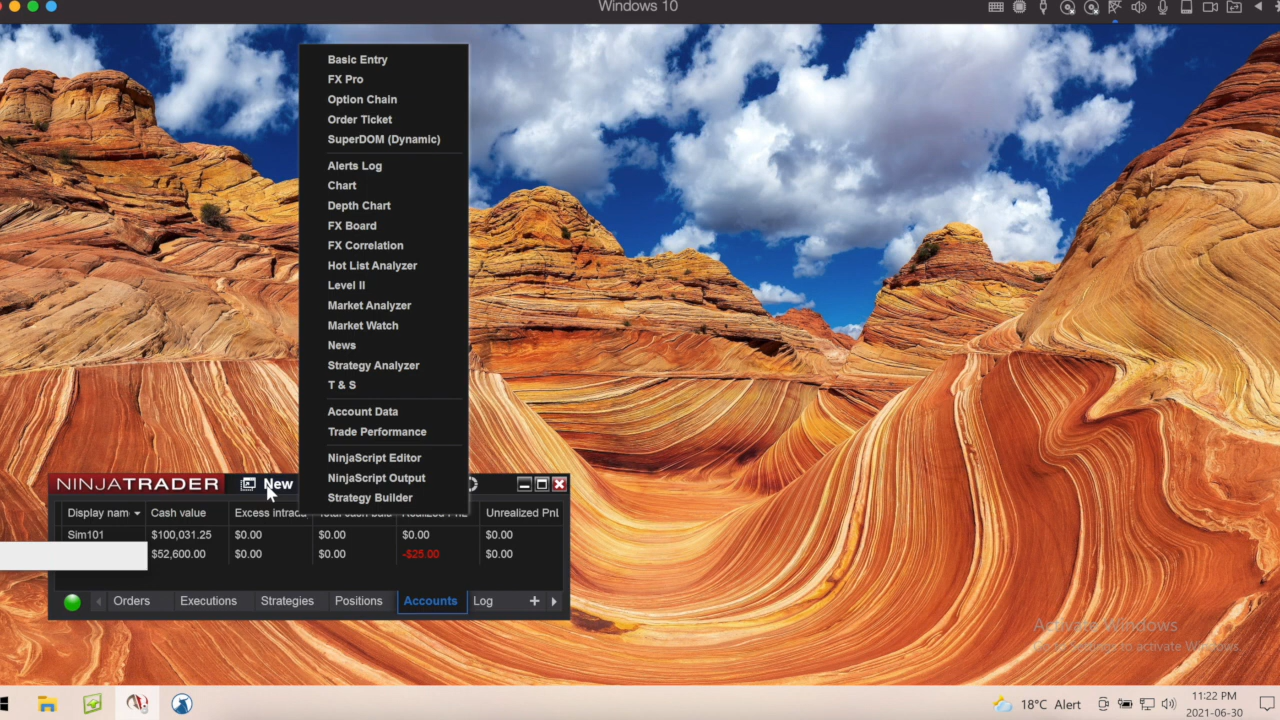 Windows 10
Basic Entry
FX Pro
Option Chain
Order Ticket
SuperDOM (Dynamic)
Alerts Log
Chart
Depth Chart
FX Board
FX Correlation
Hot List Analyzer
Level II
Market Analyzer
Market Watch
News
Strategy Analyzer
T & S
Account Data
Trade Performance
NinjaScript Editor
NinjaScript Output
Strategy Builder
NINJATRADER New
Display nam Cash value Excess intrada Unrealized PnL
Sim101 $100,031.25 $0.00 $0.00 $0.00 $0.00
$52,600.00 $0.00 $0.00 -$25.00 $0.00
Orders Executions Strategies Positions Accounts Log +
Activate Windows
to activate Windows
18°C Alert
11:22 PM
2021-06-30